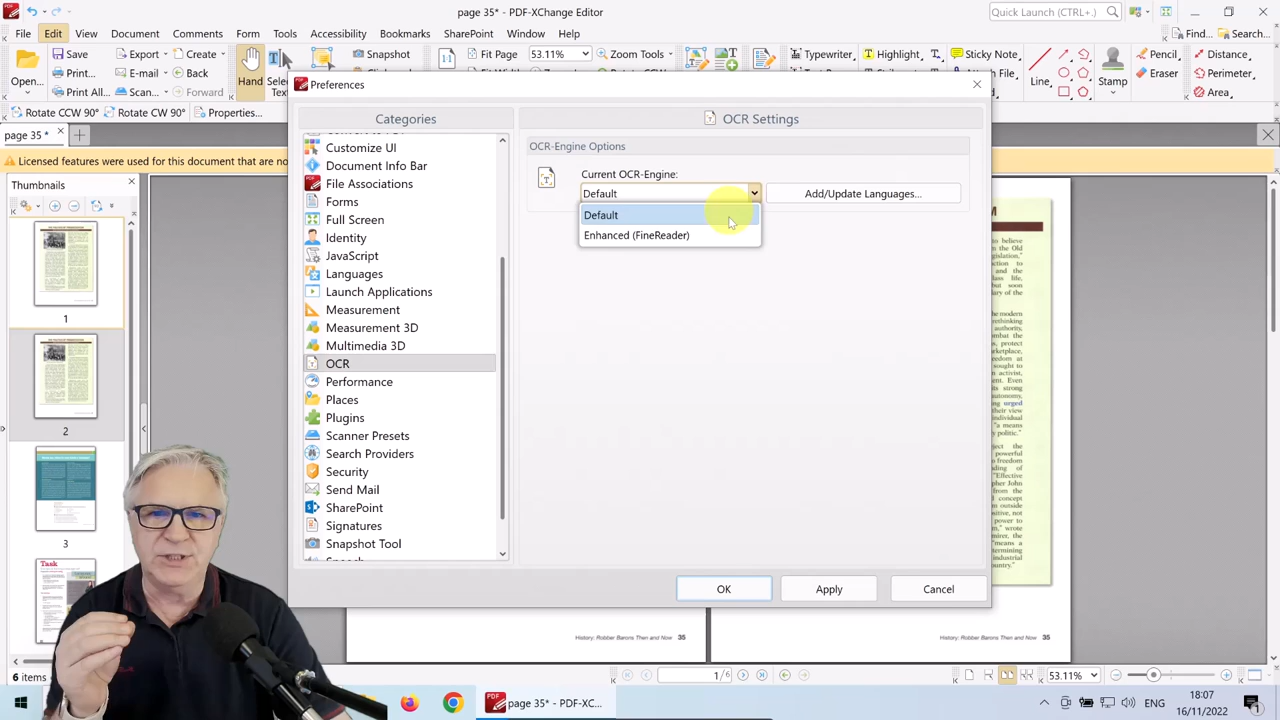 page 35* - PDF-XChange Editor
Quick Launch (CTRL+.)
File Edit View Document Comments Form Tools Accessibility Bookmarks SharePoint Window Help
Find... Search...
Open...
Save
Print...
Print All...
Export
E-mail
Scan...
Create
Back
Forward
Hand
Snapshot
Fit Page
53.11%
Zoom Tools
Typewriter
Highlight
Sticky Note
Line
Stamp
Distance
Perimeter
Area
Rotate CCW 90° Rotate CW 90° Properties...
page 35 *
Licensed features were used for this document that are no
Thumbnails
1
2
3
Task
6 items
Preferences
Categories
Customize UI
Document Info Bar
File Associations
Forms
Full Screen
Identity
JavaScript
Languages
Launch Applications
Measurement
Measurement 3D
Multimedia 3D
OCR
Performance
Places
Plugins
Scanner Presets
Search Providers
Security
Send Mail
SharePoint
Signatures
Snapshot Tool
OCR Settings
OCR-Engine Options
Current OCR-Engine:
Default
Add/Update Languages...
Default
Enhanced (FineReader)
OK Apply Cancel
History: Robber Barons Then and Now 35
History: Robber Barons Then and Now 35
1/6
53.11%
page 35* - PDF-XC...
ENG
18:07
16/11/2022